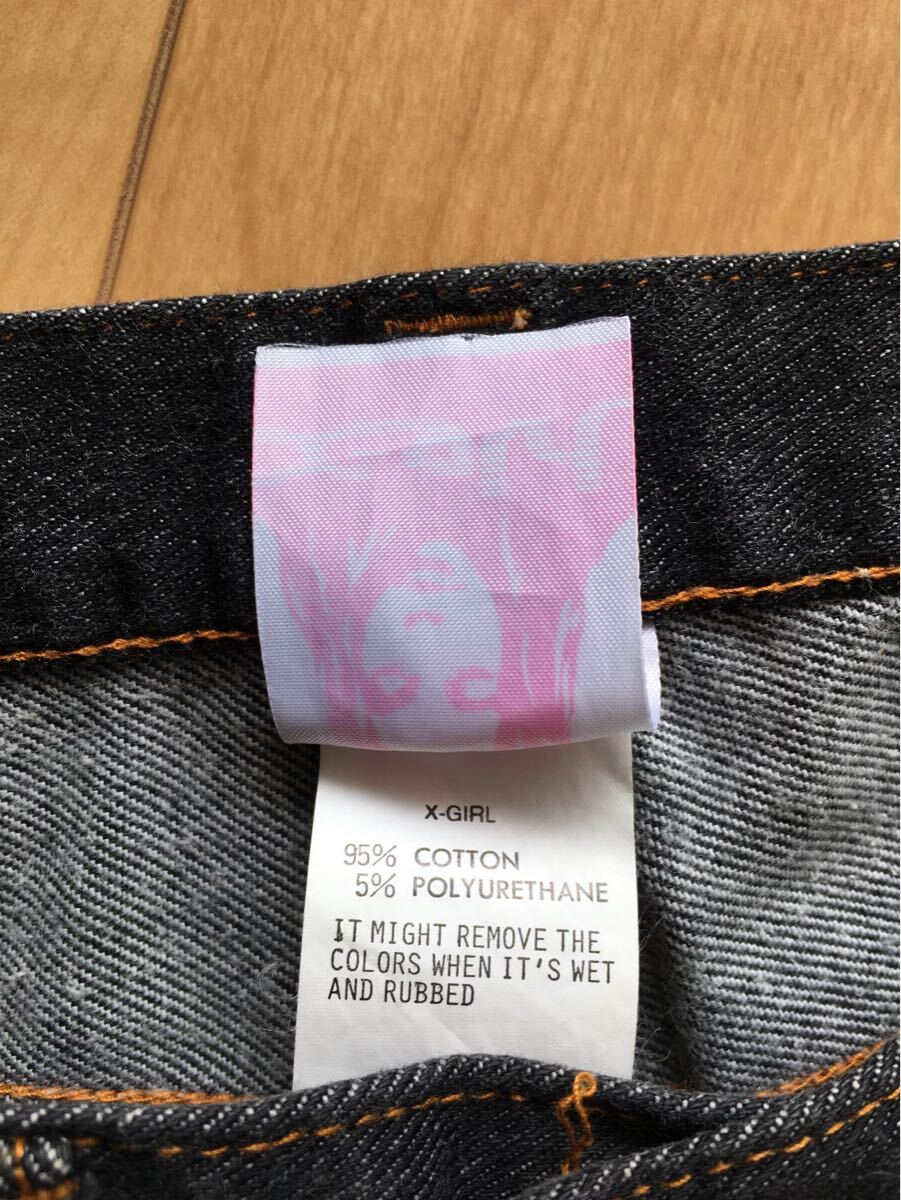 X-GIRL
95% COTTON
5% POLYURETHANE
IT MIGHT REMOVE THE
COLORS WHEN IT'S WET
AND RUBBED